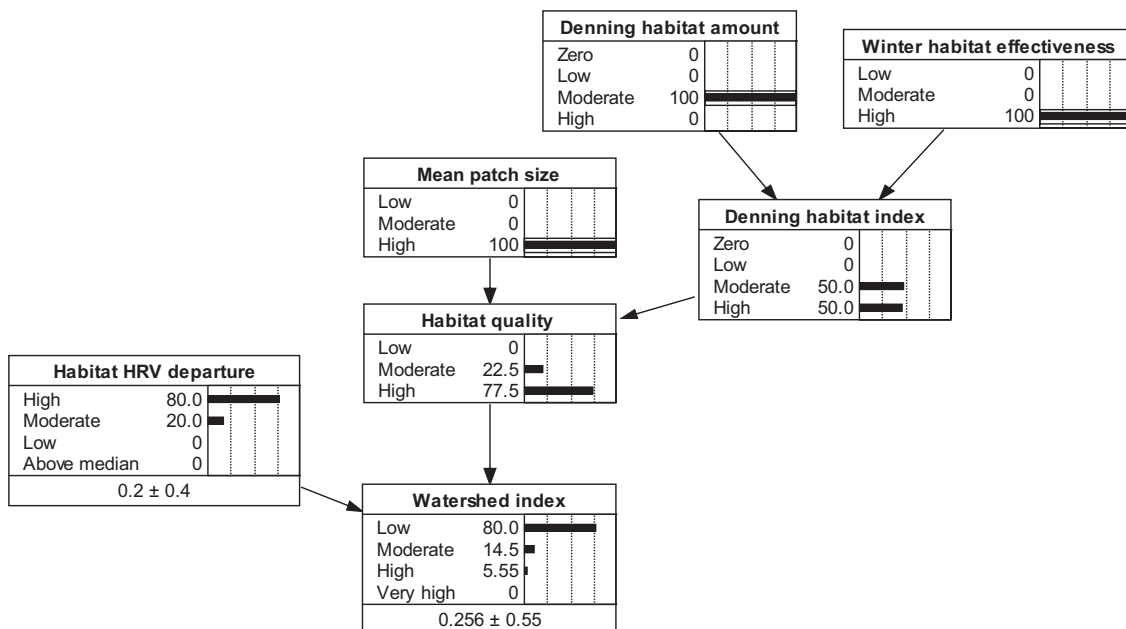 Denning habitat amount
Zero 0
Low 0
Moderate 100
High 0
Winter habitat effectiveness
Low 0
Moderate 0
High 100
Mean patch size
Low 0
Moderate 0
High 100
Denning habitat index
Zero 0
Low 0
Moderate 50.0
High 50.0
Habitat quality
Low 0
Moderate 22.5
High 77.5
Habitat HRV departure
High 80.0
Moderate 20.0
Low 0
Above median 0
0.2 ± 0.4
Watershed index
Low 80.0
Moderate 14.5
High 5.55
Very high 0
0.256 ± 0.55